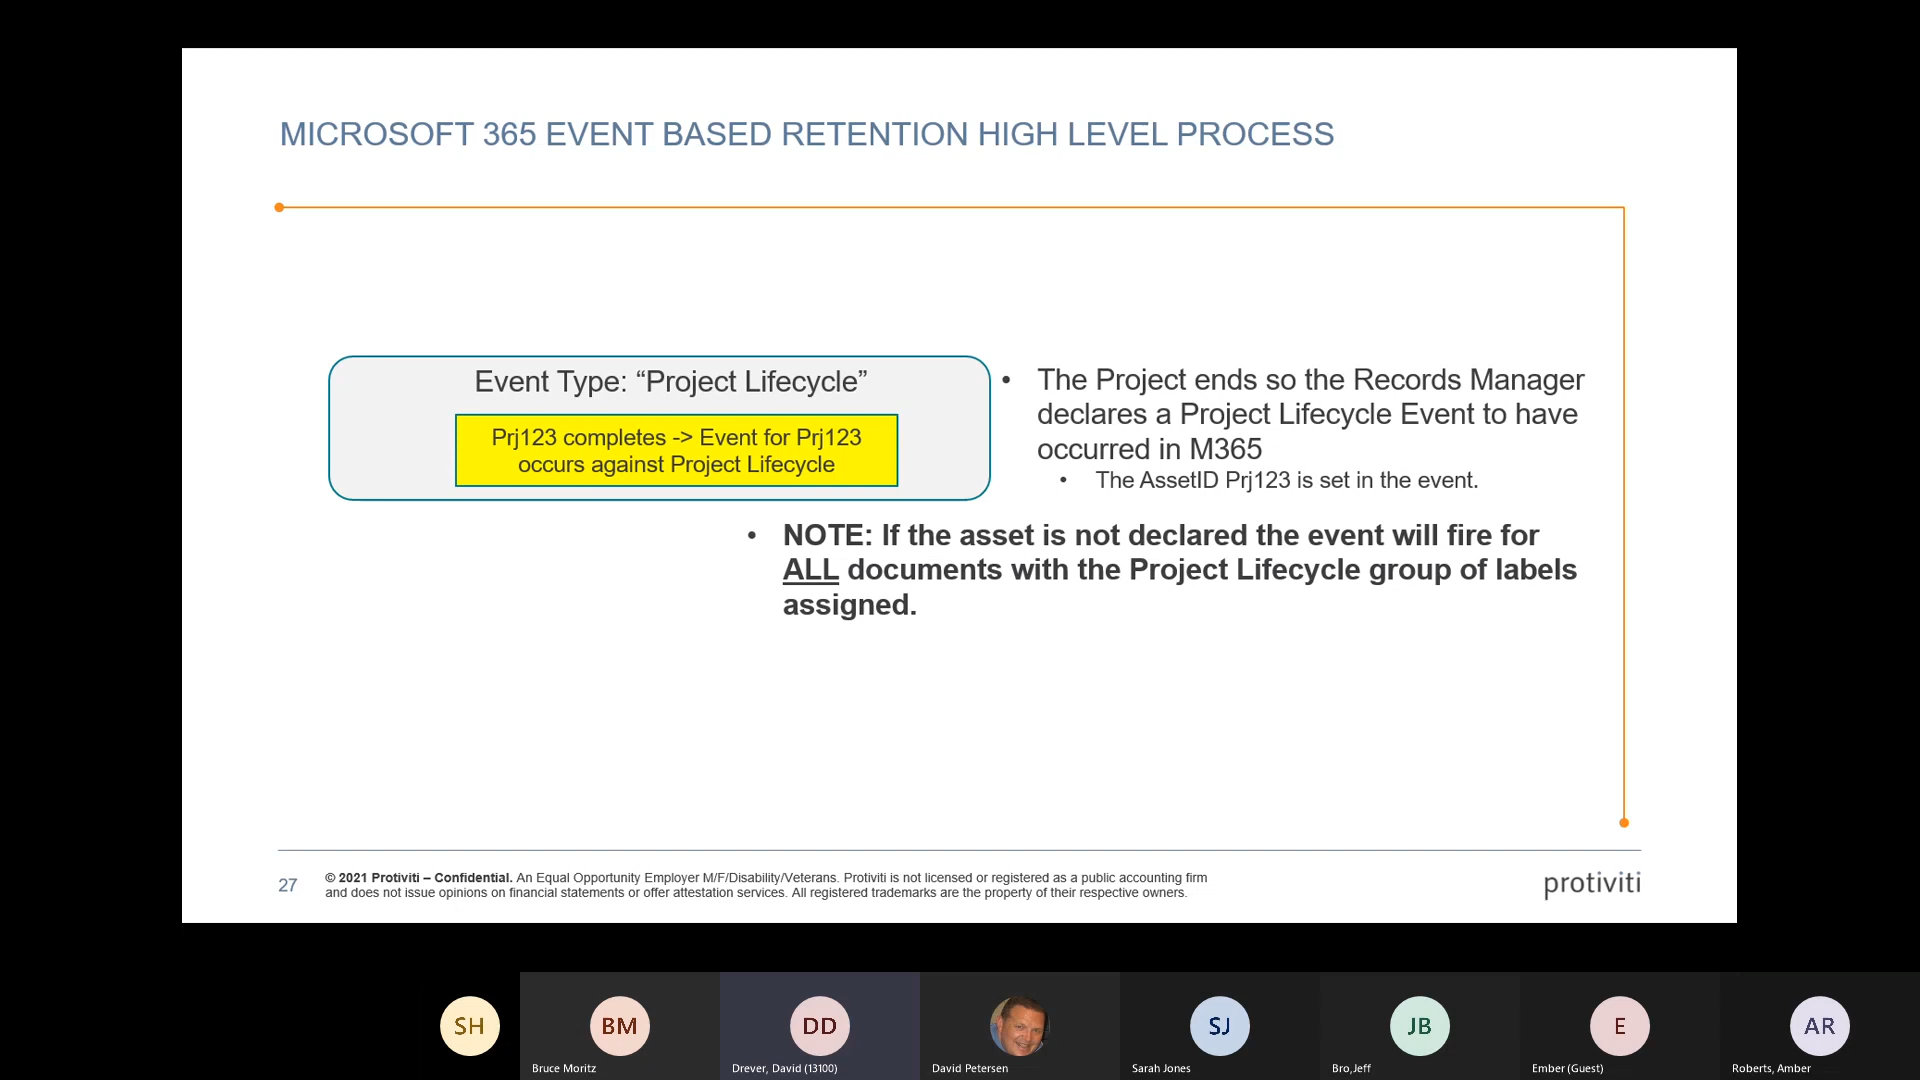 MICROSOFT 365 EVENT BASED RETENTION HIGH LEVEL PROCESS
Event Type: “Project Lifecycle”
Prj123 completes -> Event for Prj123
occurs against Project Lifecycle
• The Project ends so the Records Manager
declares a Project Lifecycle Event to have
occurred in M365
• The AssetID Prj123 is set in the event.
• NOTE: If the asset is not declared the event will fire for
ALL documents with the Project Lifecycle group of labels
assigned.
27
© 2021 Protiviti – Confidential. An Equal Opportunity Employer M/F/Disability/Veterans. Protiviti is not licensed or registered as a public accounting firm
and does not issue opinions on financial statements or offer attestation services. All registered trademarks are the property of their respective owners.
protiviti
SH
BM
DD
SJ
JB
E
AR
Bruce Moritz
Drever, David (13100)
David Petersen
Sarah Jones
Bro,Jeff
Ember (Guest)
Roberts, Amber